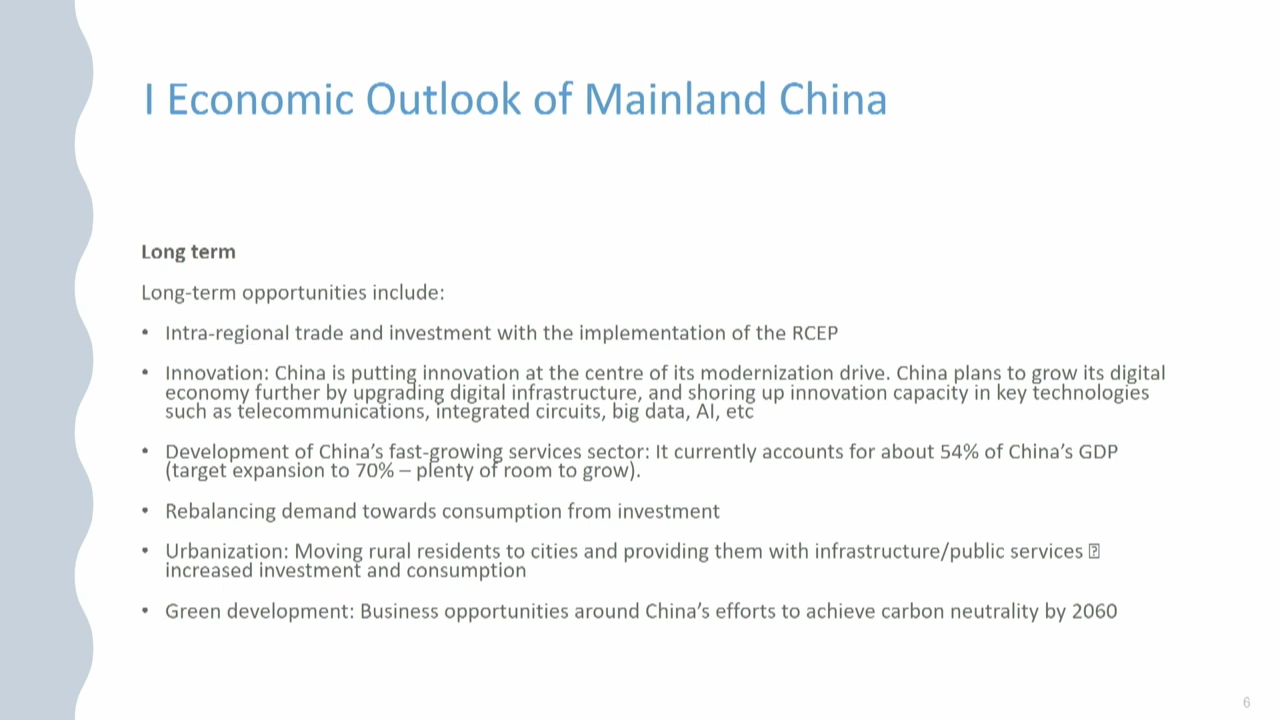 I Economic Outlook of Mainland China
Long term
Long-term opportunities include:
• Intra-regional trade and investment with the implementation of the RCEP
• Innovation: China is putting innovation at the centre of its modernization drive. China plans to grow its digital
economy further by upgrading digital infrastructure, and shoring up innovation capacity in key technologies
such as telecommunications, integrated circuits, big data, AI, etc
• Development of China’s fast-growing services sector: It currently accounts for about 54% of China’s GDP
(target expansion to 70% – plenty of room to grow).
• Rebalancing demand towards consumption from investment
• Urbanization: Moving rural residents to cities and providing them with infrastructure/public services ⍰
increased investment and consumption
• Green development: Business opportunities around China’s efforts to achieve carbon neutrality by 2060
6